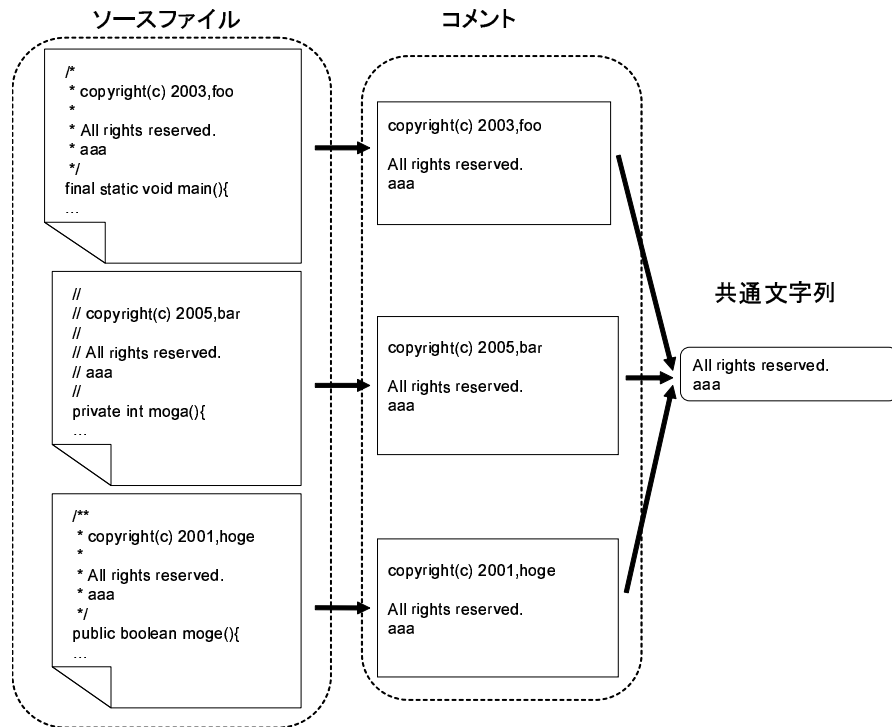 ソースファイル
/*
* copyright(c) 2003,foo
*
* All rights reserved.
* aaa
*/
final static void main(){
...
//
// copyright(c) 2005,bar
//
// All rights reserved.
// aaa
//
private int moga(){
...
/**
* copyright(c) 2001,hoge
*
* All rights reserved.
* aaa
*/
public boolean moge(){
...
コメント
copyright(c) 2003,foo
All rights reserved.
aaa
copyright(c) 2005,bar
All rights reserved.
aaa
copyright(c) 2001,hoge
All rights reserved.
aaa
共通文字列
All rights reserved.
aaa